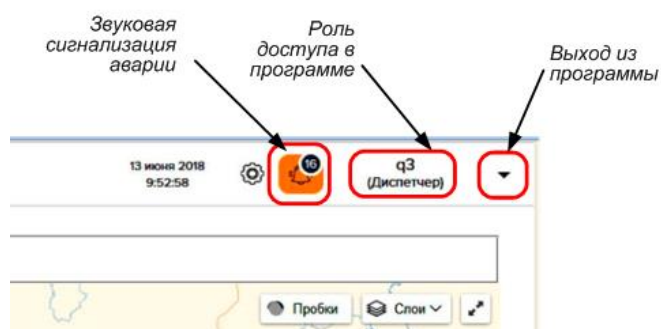 Звуковая
сигнализация
аварии
Роль
доступа в
программе
Выход из
программы
13 июня 2018
9:52:58
16
q3
(Диспетчер)
Пробки
Слои